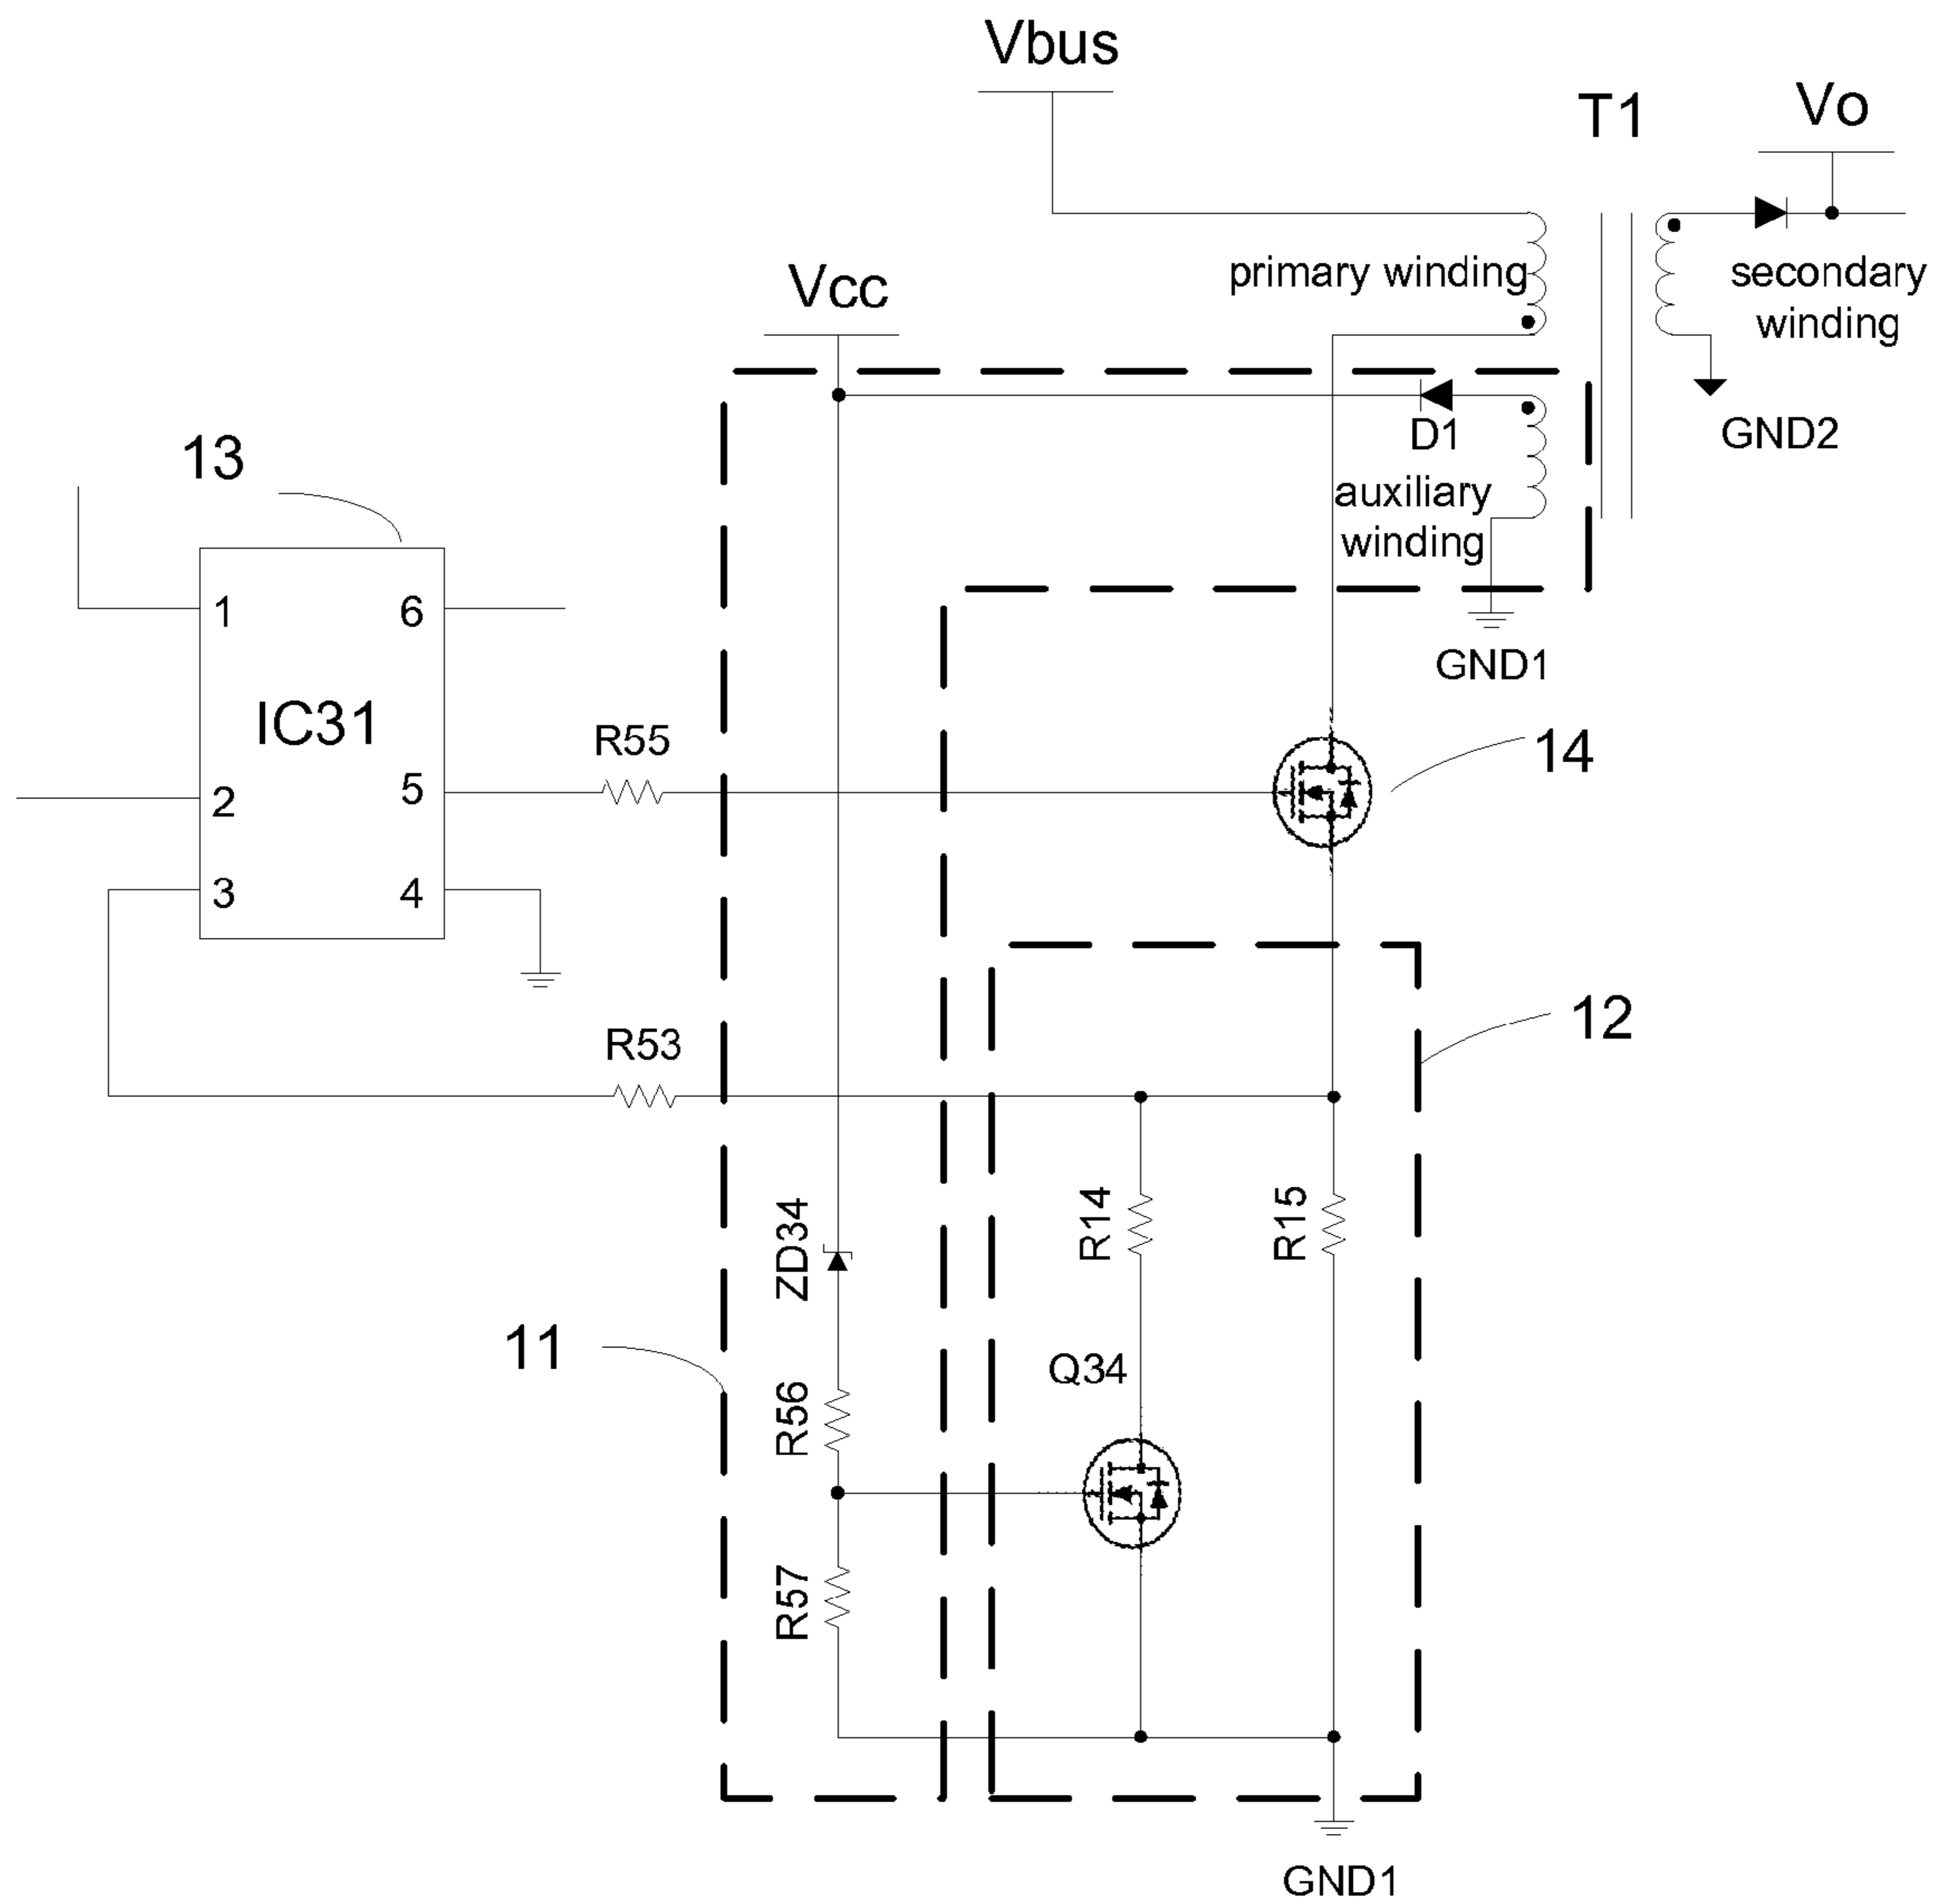 Vbus
T1
Vo
primary winding
secondary
winding
Vcc
D1
GND2
auxiliary
winding
13
1
6
IC31
GND1
R55
14
2
5
3
4
12
R53
R14
R15
ZD34
11
Q34
R56
R57
GND1